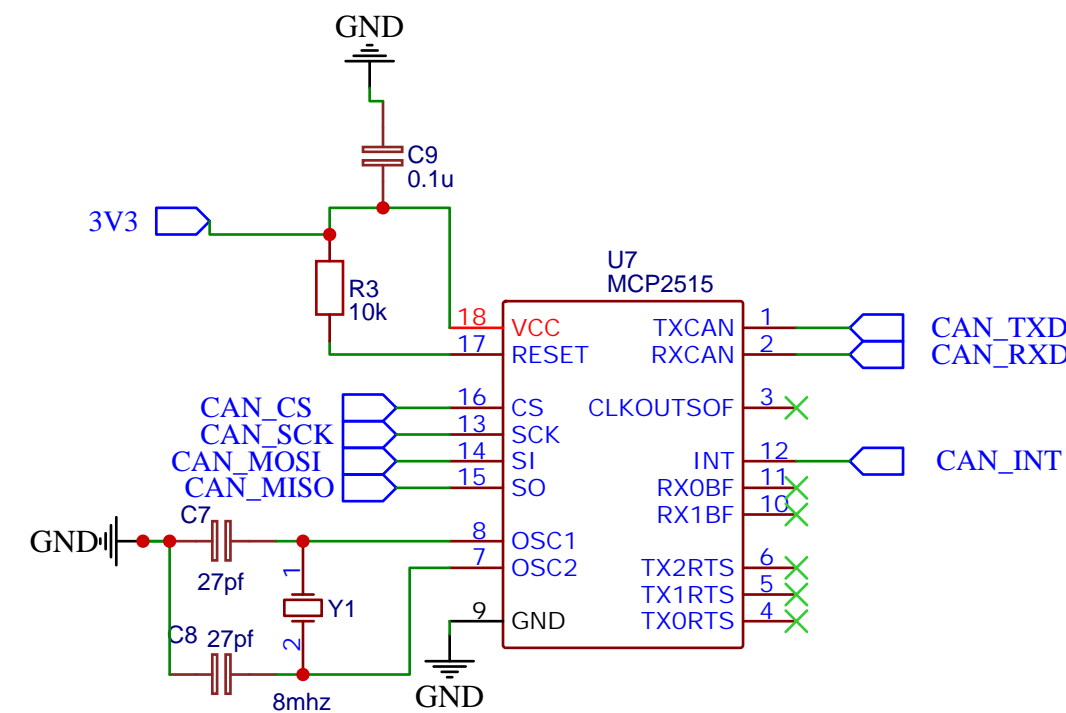 GND
C9
0.1u
3V3
R3
10k
U7
MCP2515
18 VCC TXCAN 1 CAN_TXD
17 RESET RXCAN 2 CAN_RXD
CAN_CS 16 CS CLKOUTSOF 3
CAN_SCK 13 SCK
CAN_MOSI 14 SI INT 12 CAN_INT
CAN_MISO 15 SO RX0BF 11
RX1BF 10
C7
GND 8 OSC1
27pf 1 7 OSC2 TX2RTS 6
Y1 TX1RTS 5
9 GND TX0RTS 4
C8 27pf 2
8mhz
GND